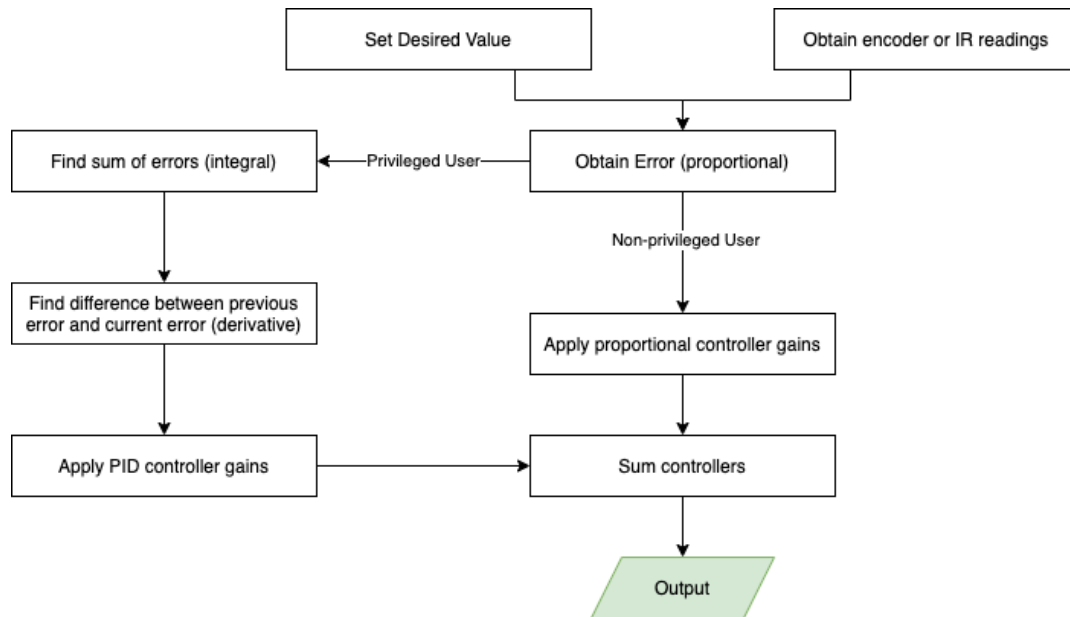 Set Desired Value
Obtain encoder or IR readings
Find sum of errors (integral)
Privileged User
Obtain Error (proportional)
Non-privileged User
Find difference between previous
error and current error (derivative)
Apply proportional controller gains
Apply PID controller gains
Sum controllers
Output